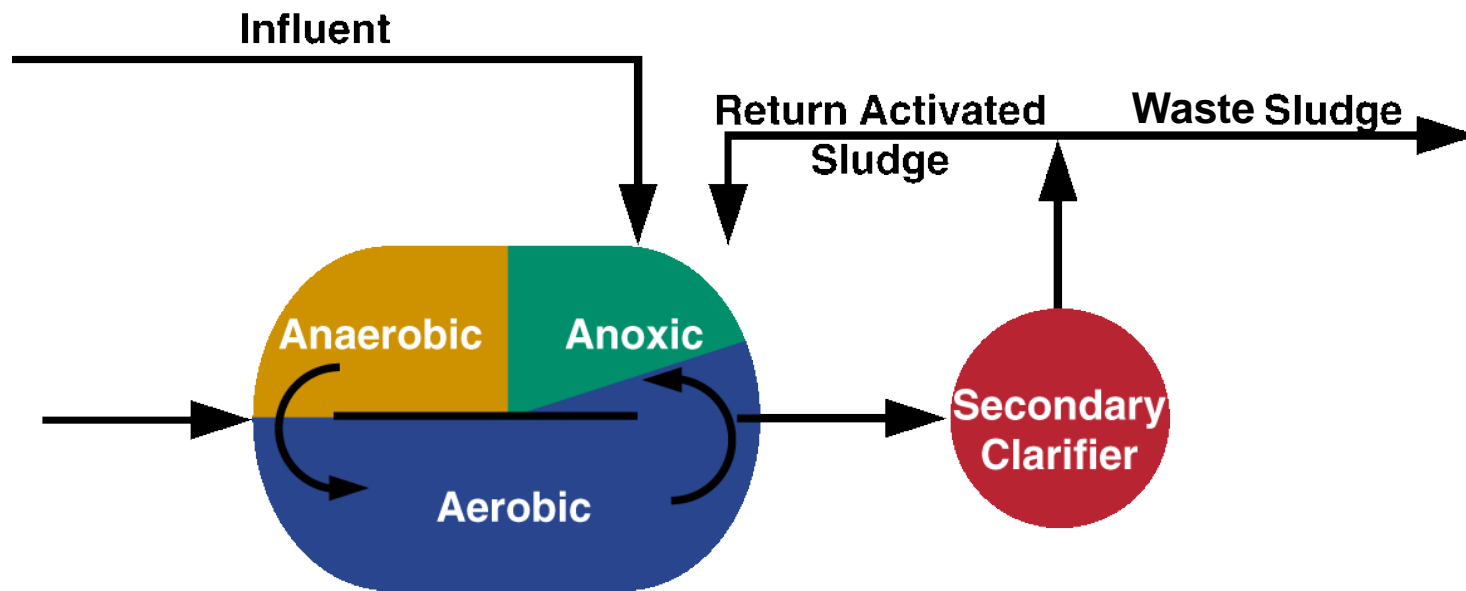 Influent
Return Activated
Sludge
Waste Sludge
Anaerobic
Anoxic
Aerobic
Secondary
Clarifier